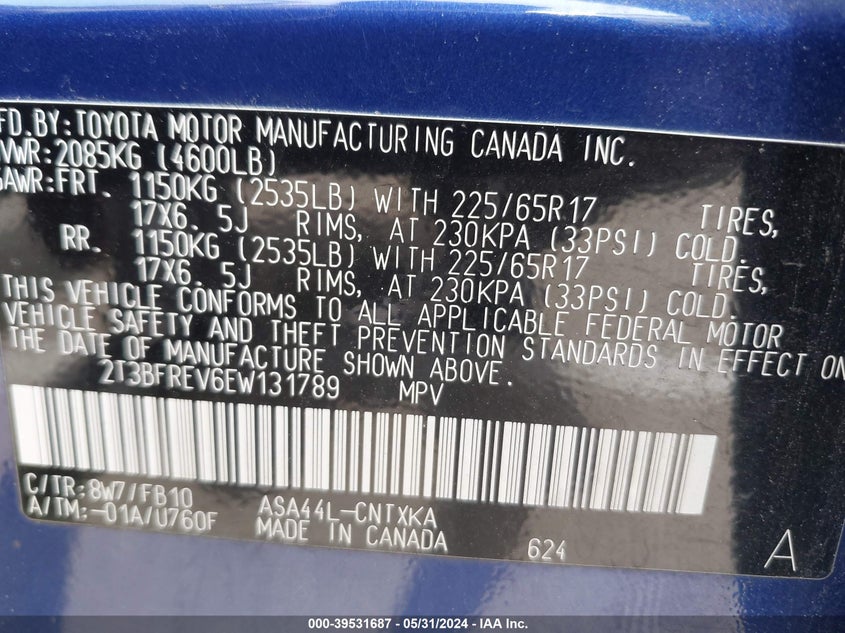 FD. BY: TOYOTA MOTOR MANUFACTURING CANADA INC.
VWR: 2085KG (4600LB)
AWR: FRT. 1150KG (2535LB) WITH 225/65R17 TIRES,
17X6. 5J RIMS, AT 230KPA (33PSI) COLD.
RR. 1150KG (2535LB) WITH 225/65R17 TIRES,
17X6. 5J RIMS, AT 230KPA (33PSI) COLD.
THIS VEHICLE CONFORMS TO ALL APPLICABLE FEDERAL MOTOR
VEHICLE SAFETY AND THEFT PREVENTION STANDARDS IN EFFECT ON
THE DATE OF MANUFACTURE SHOWN ABOVE.
2T3BFREV6EW131789 MPV
C/TR: 8W7/FB10 ASA44L-CNTXKA
A/TM: -01A/U760F MADE IN CANADA 624 A
000-39531687 - 05/31/2024 - IAA Inc.